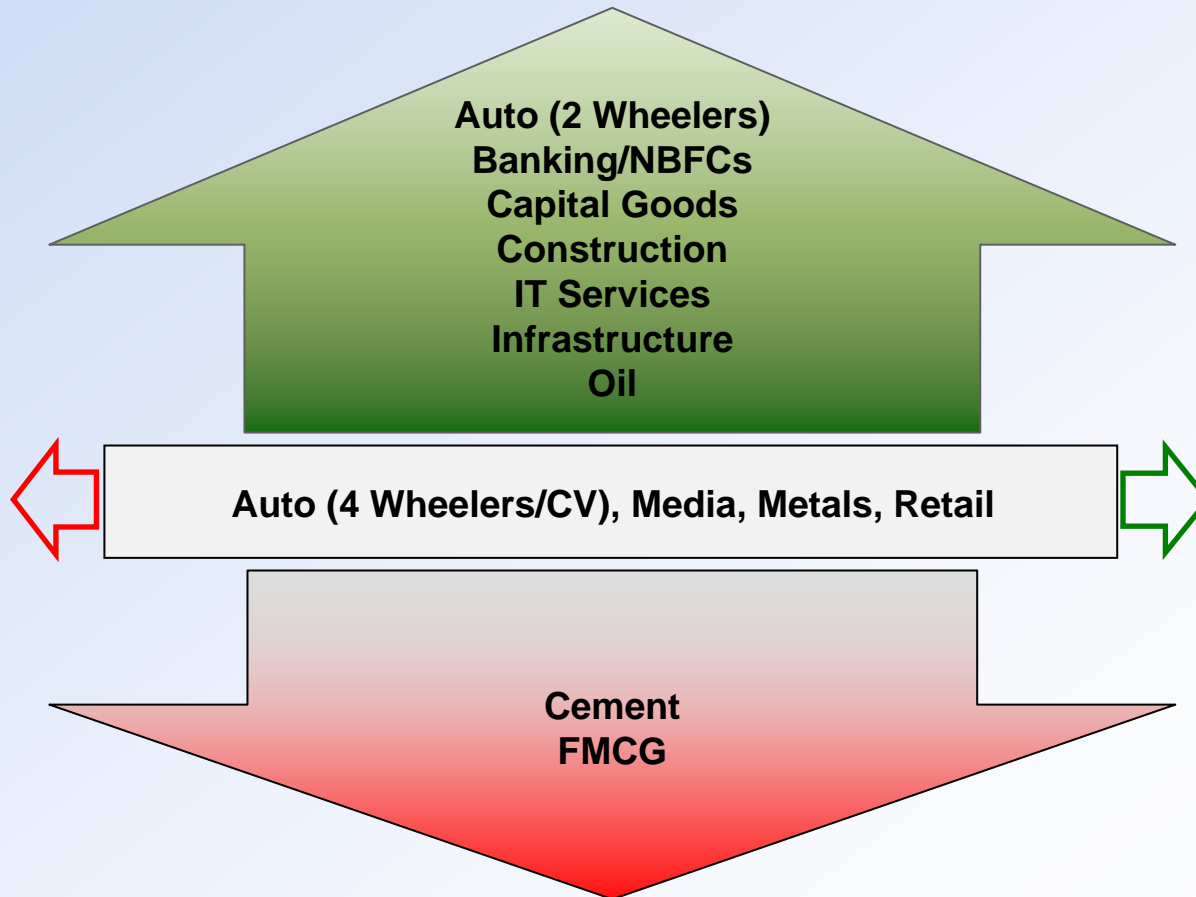 Auto (2 Wheelers)
Banking/NBFCs
Capital Goods
Construction
IT Services
Infrastructure
Oil
Auto (4 Wheelers/CV), Media, Metals, Retail
Cement
FMCG